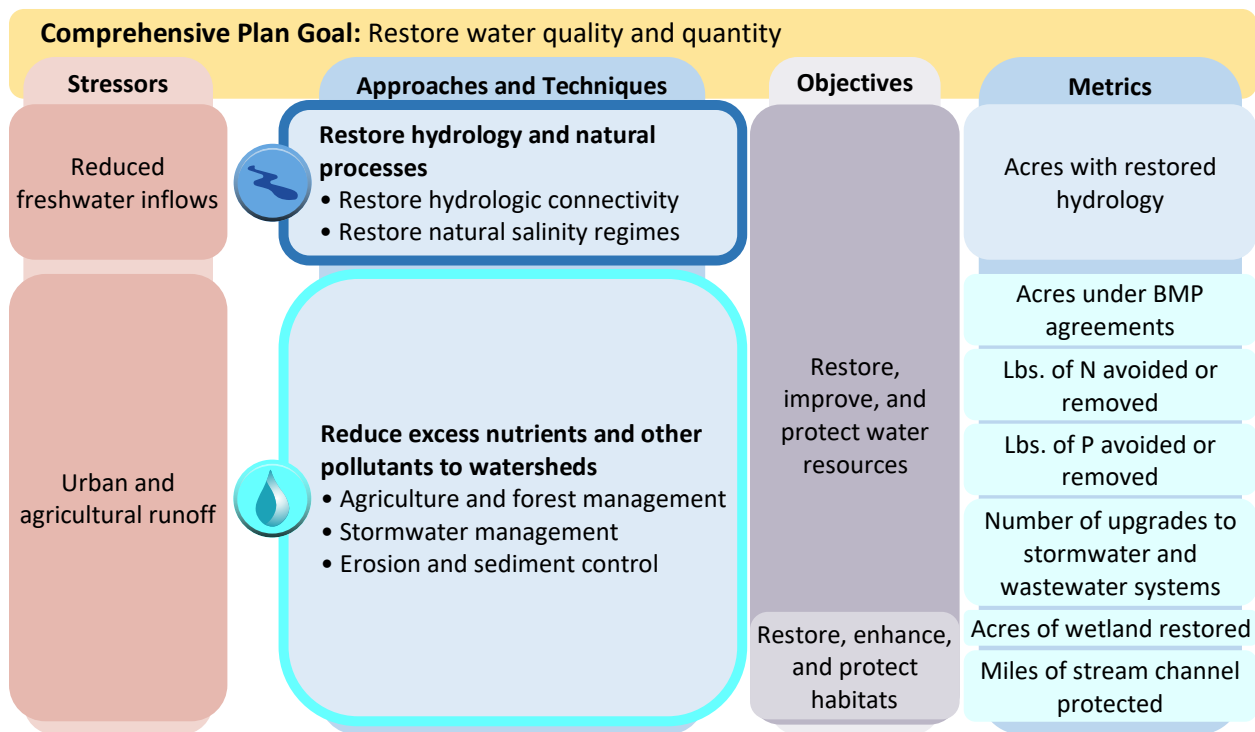 Comprehensive Plan Goal: Restore water quality and quantity
Stressors
Approaches and Techniques
Objectives
Metrics
Reduced
freshwater inflows
Restore hydrology and natural
processes
• Restore hydrologic connectivity
• Restore natural salinity regimes
Acres with restored
hydrology
Urban and
agricultural runoff
Reduce excess nutrients and other
pollutants to watersheds
• Agriculture and forest management
• Stormwater management
• Erosion and sediment control
Restore,
improve, and
protect water
resources
Restore, enhance,
and protect
habitats
Acres under BMP
agreements
Lbs. of N avoided or
removed
Lbs. of P avoided or
removed
Number of upgrades to
stormwater and
wastewater systems
Acres of wetland restored
Miles of stream channel
protected